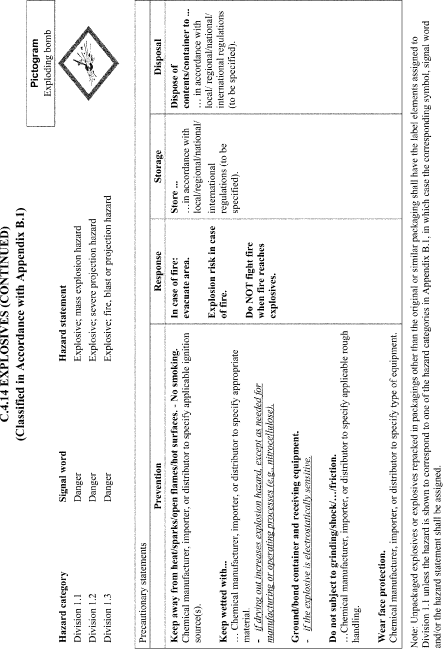 C.4.14 EXPLOSIVES (CONTINUED)
(Classified in Accordance with Appendix B.1)
Pictogram
Exploding bomb
Hazard category Signal word Hazard statement
Division 1.1 Danger Explosive; mass explosion hazard
Division 1.2 Danger Explosive; severe projection hazard
Division 1.3 Danger Explosive; fire, blast or projection hazard
Precautionary statements
Prevention Response Storage Disposal
Keep away from heat/sparks/open flames/hot surfaces. - No smoking.
Chemical manufacturer, importer, or distributor to specify applicable ignition
source(s).
Keep wetted with...
… Chemical manufacturer, importer, or distributor to specify appropriate
material.
- if drying out increases explosion hazard, except as needed for
manufacturing or operating processes (e.g., nitrocellulose).
Ground/bond container and receiving equipment.
- if the explosive is electrostatically sensitive.
Do not subject to grinding/shock/…/friction.
…Chemical manufacturer, importer, or distributor to specify applicable rough
handling.
Wear face protection.
Chemical manufacturer, importer, or distributor to specify type of equipment.
In case of fire:
evacuate area.
Explosion risk in case
of fire.
Do NOT fight fire
when fire reaches
explosives.
Store ...
…in accordance with
local/regional/national/
international
regulations (to be
specified).
Dispose of
contents/container to ...
… in accordance with
local/ regional/national/
international regulations
(to be specified).
Note: Unpackaged explosives or explosives repacked in packagings other than the original or similar packaging shall have the label elements assigned to
Division 1.1 unless the hazard is shown to correspond to one of the hazard categories in Appendix B.1, in which case the corresponding symbol, signal word
and/or the hazard statement shall be assigned.